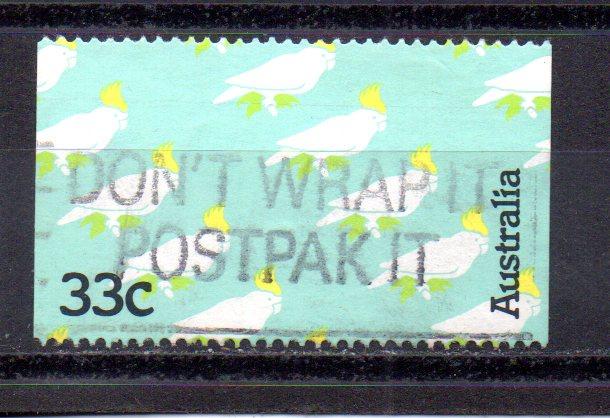 DON'T WRAP IT
POSTPAK IT
33c
Australia